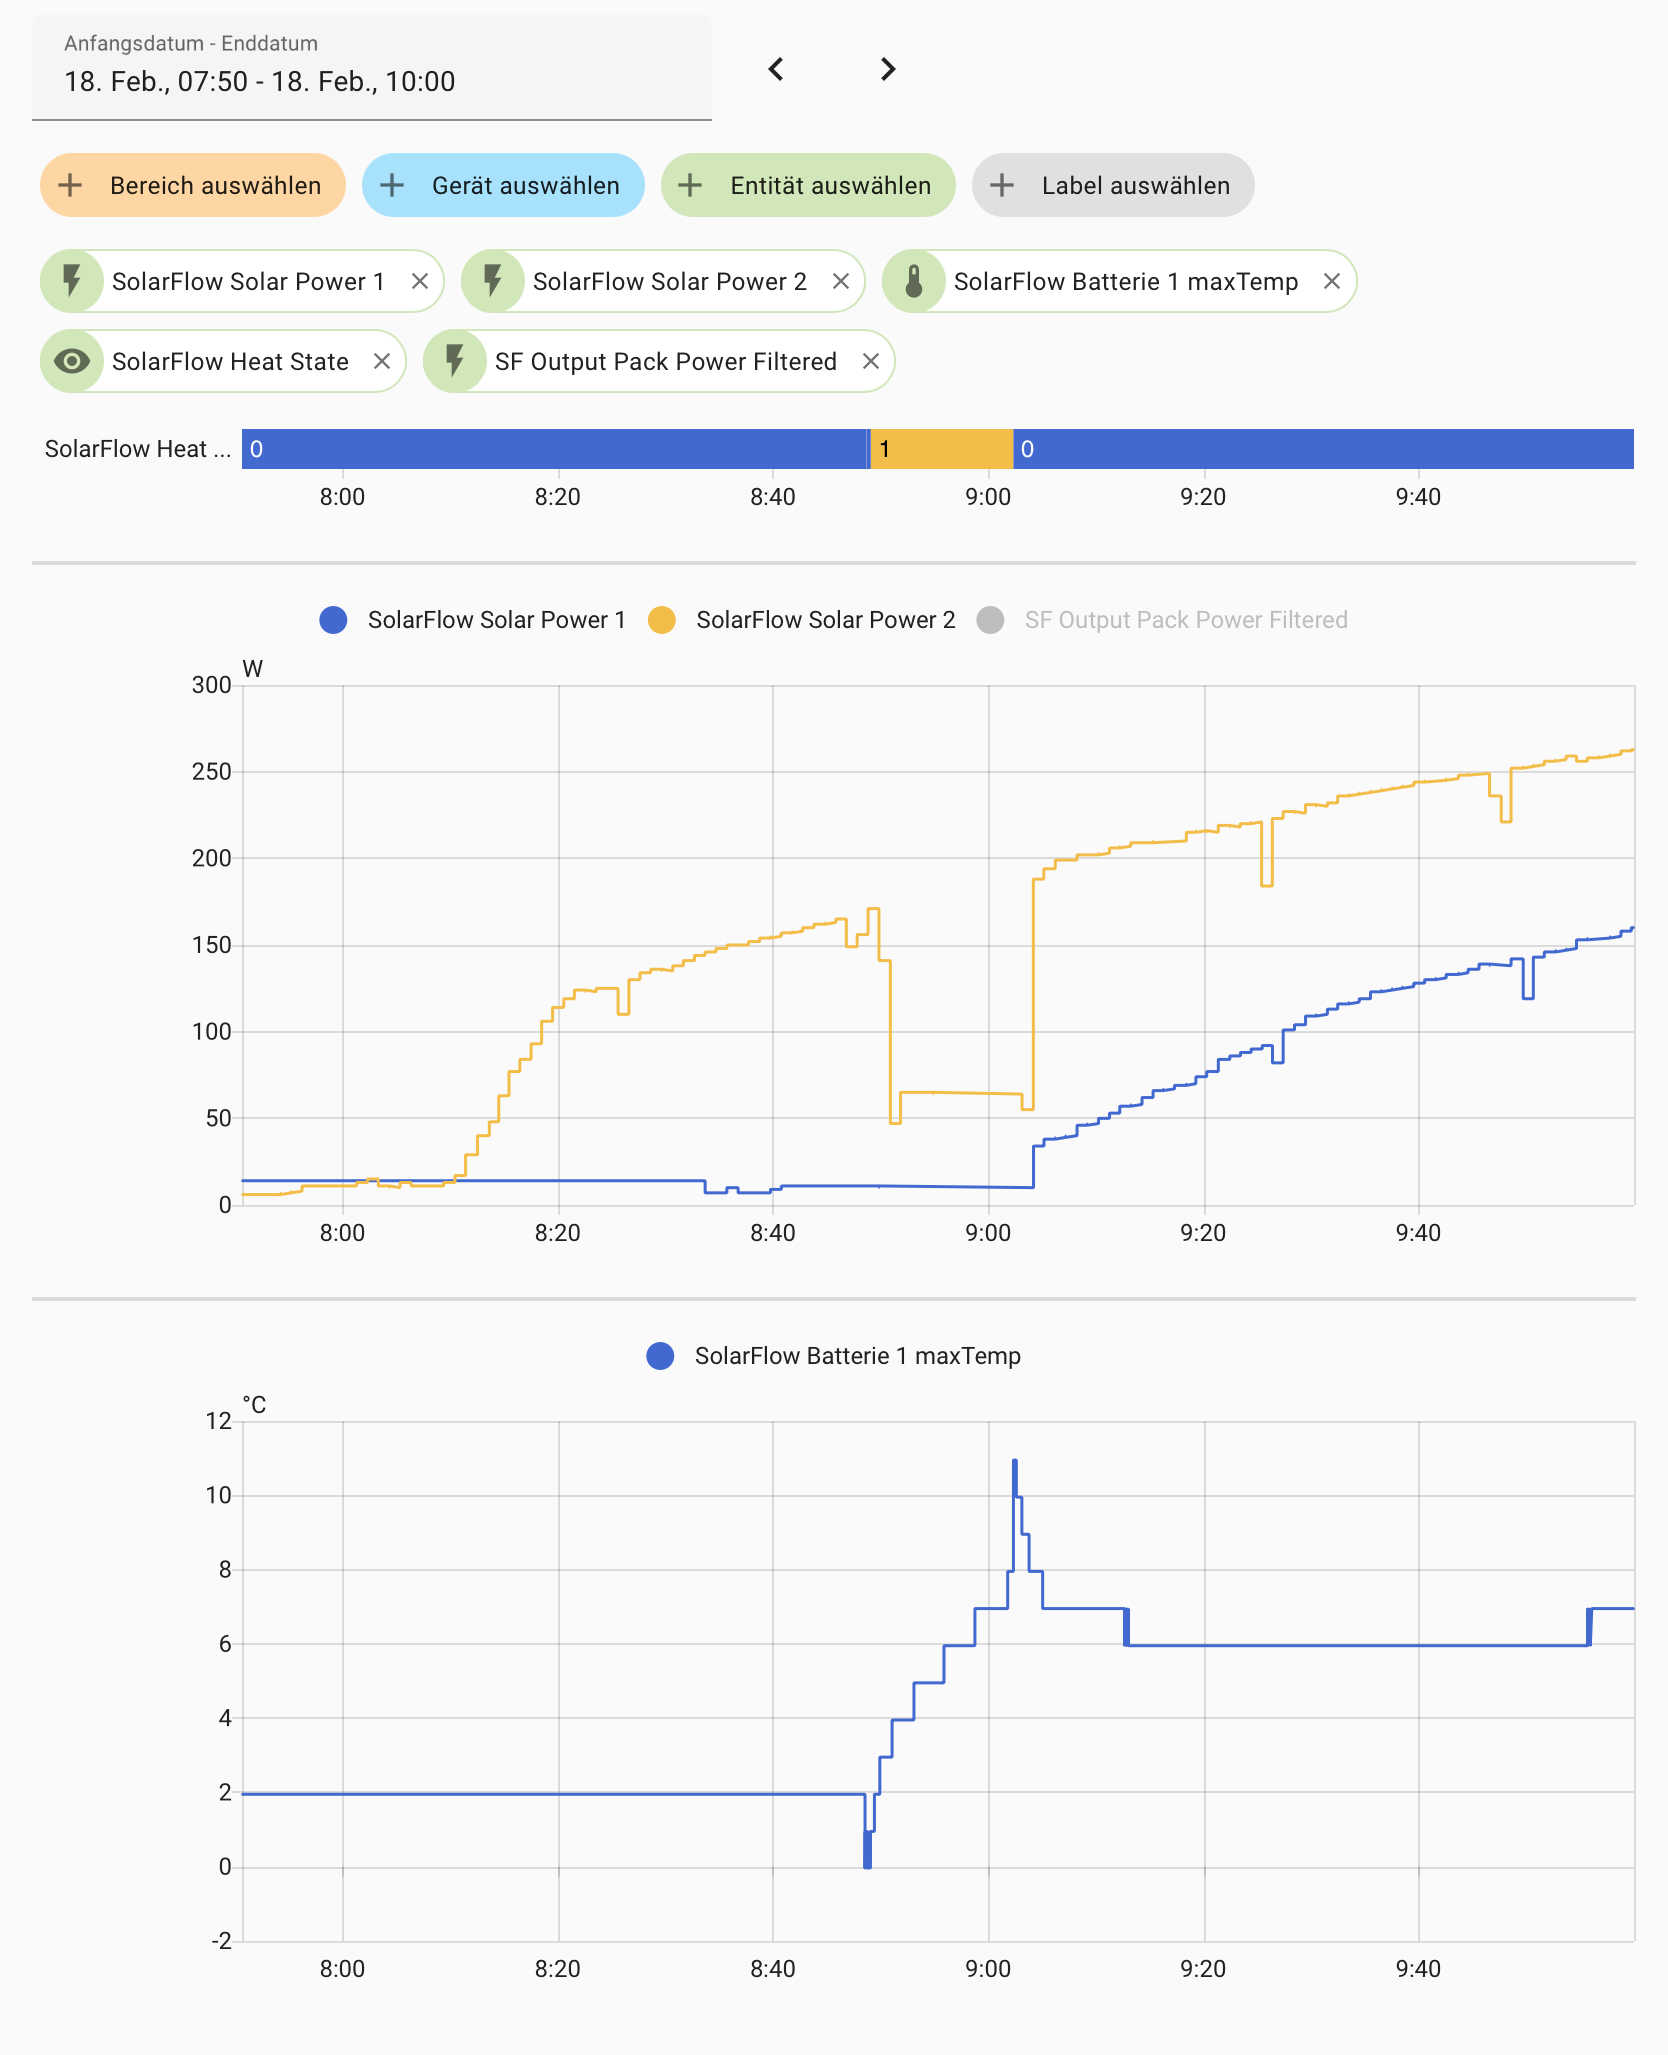 Anfangsdatum - Enddatum
18. Feb., 07:50 - 18. Feb., 10:00
Bereich auswählen Gerät auswählen Entität auswählen Label auswählen
SolarFlow Solar Power 1 SolarFlow Solar Power 2 SolarFlow Batterie 1 maxTemp
SolarFlow Heat State SF Output Pack Power Filtered
SolarFlow Heat ... 0 1 0
8:00 8:20 8:40 9:00 9:20 9:40
SolarFlow Solar Power 1 SolarFlow Solar Power 2 SF Output Pack Power Filtered
W
300
250
200
150
100
50
0
8:00 8:20 8:40 9:00 9:20 9:40
SolarFlow Batterie 1 maxTemp
°C
12
10
8
6
4
2
0
-2
8:00 8:20 8:40 9:00 9:20 9:40